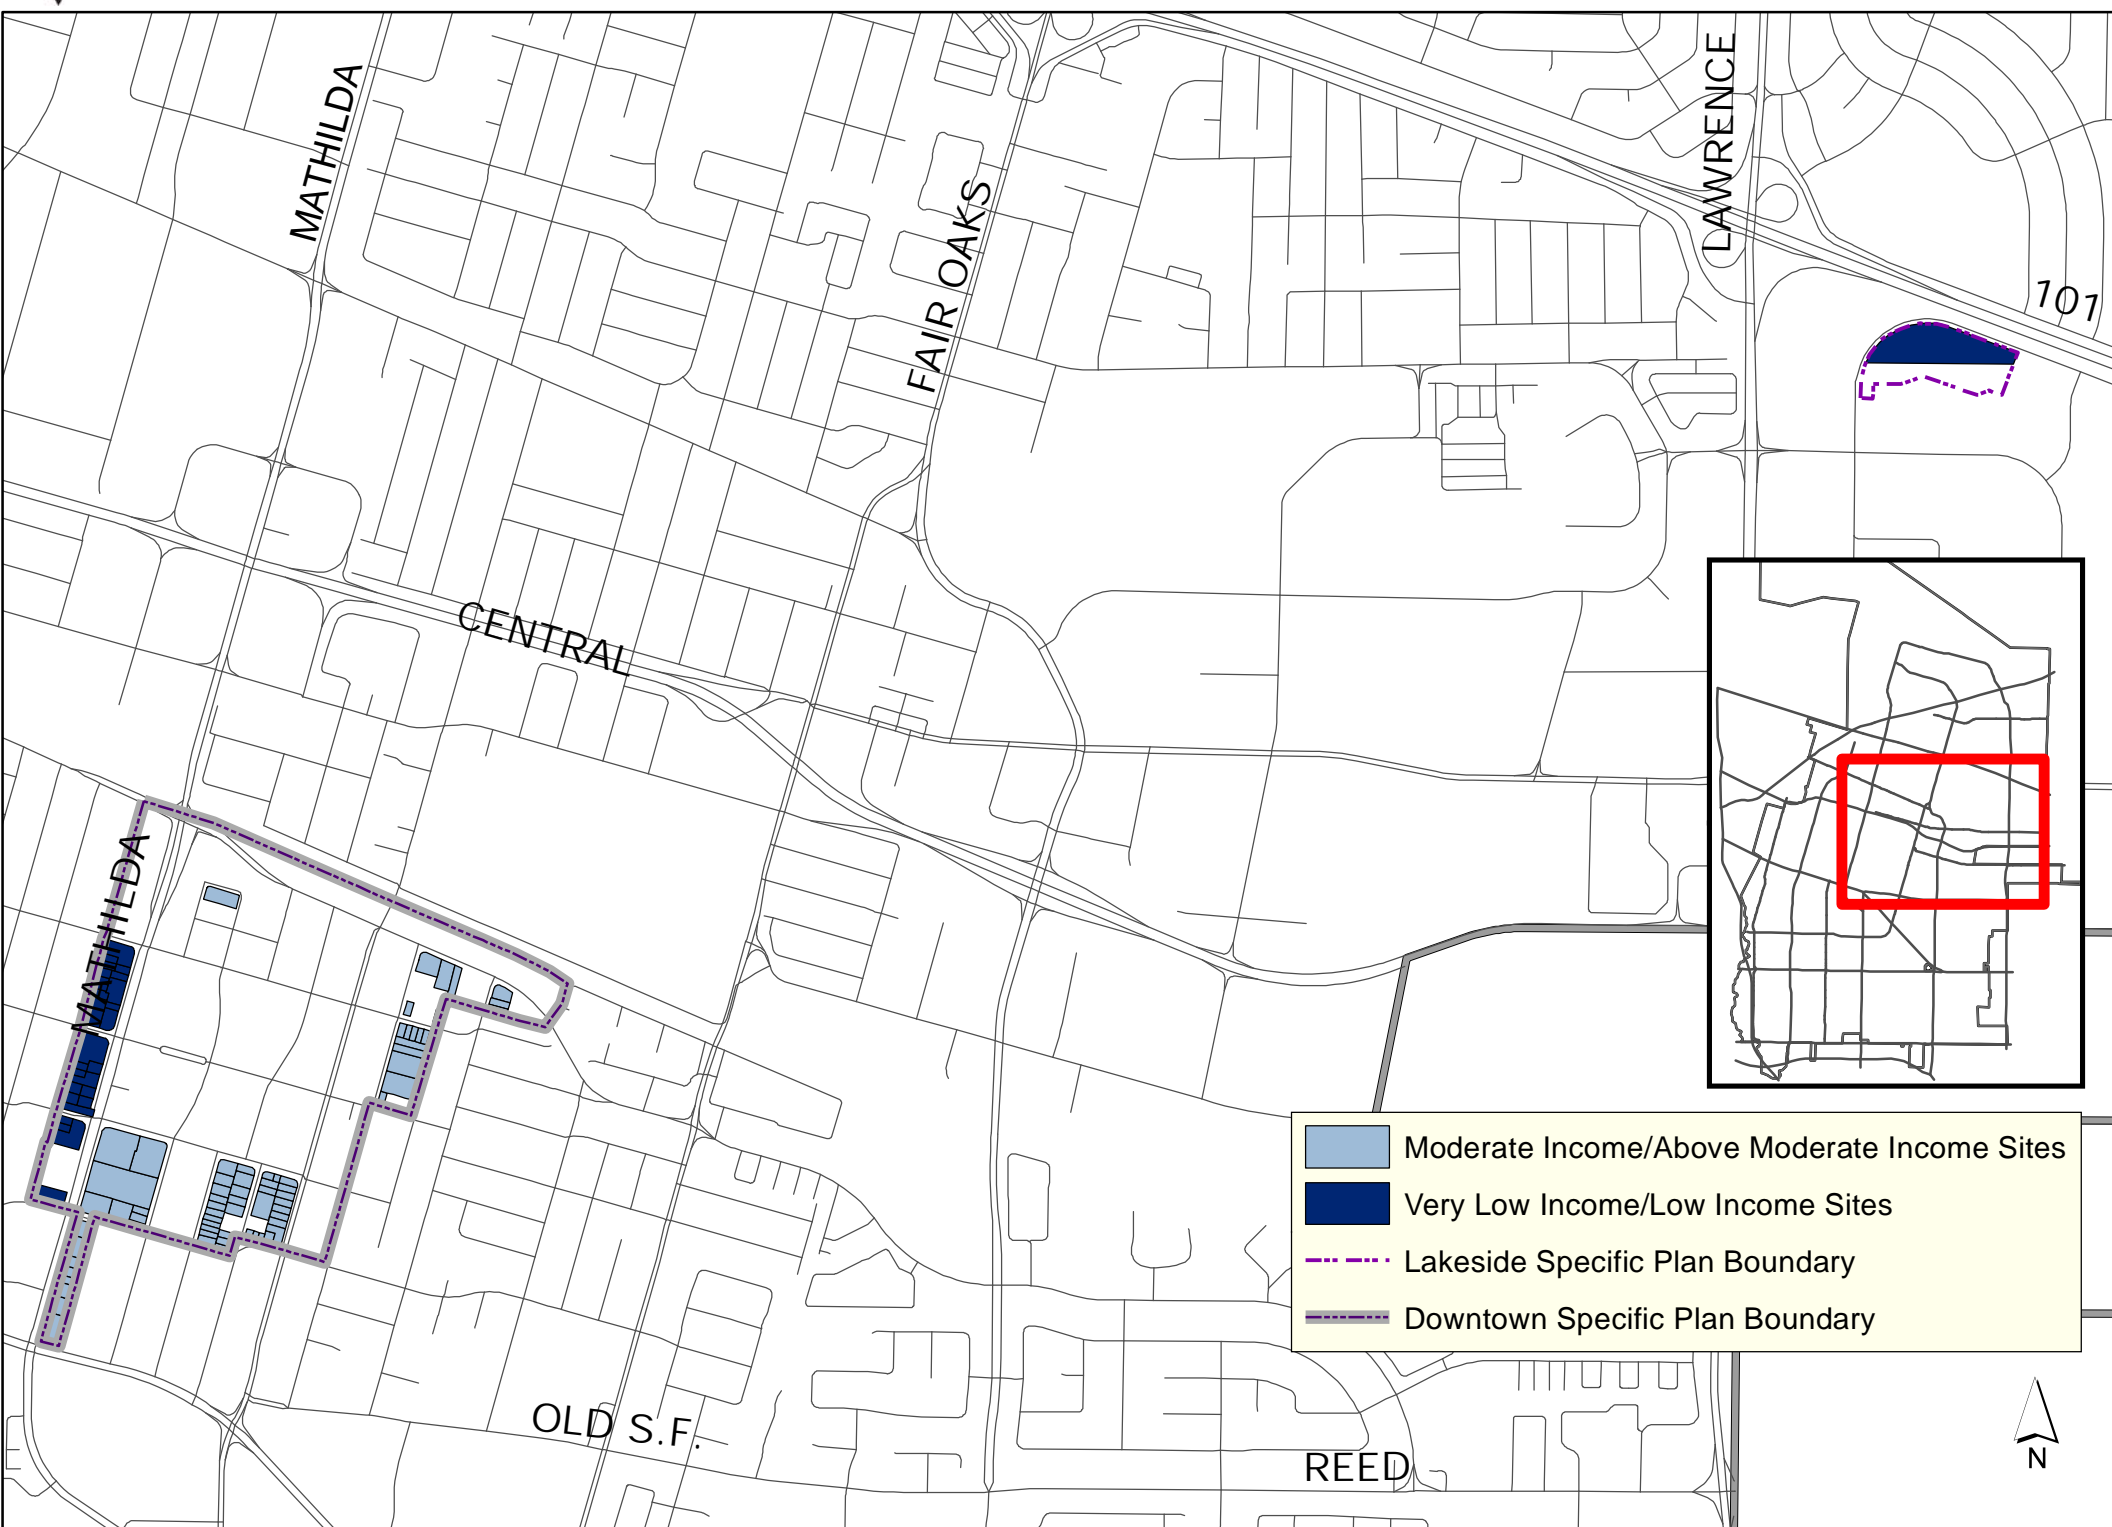 MATHILDA
FAIR OAKS
LAWRENCE
101
CENTRAL
MATHILDA
Moderate Income/Above Moderate Income Sites
Very Low Income/Low Income Sites
Lakeside Specific Plan Boundary
Downtown Specific Plan Boundary
OLD S.F.
REED
N